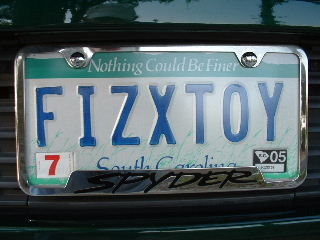 Nothing Could Be Finer
FIZXTOY
7
05
South Carolina
SPYDER